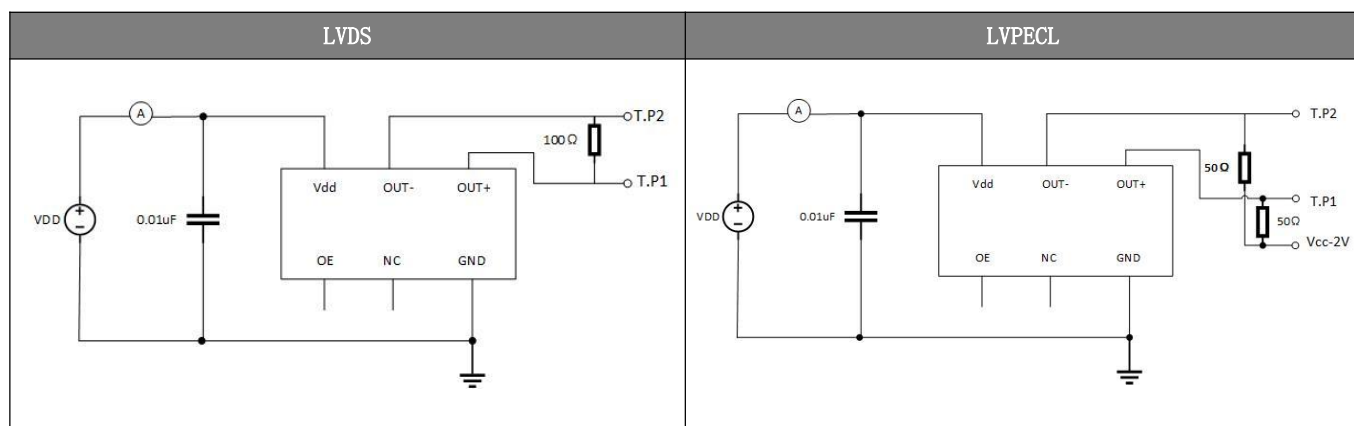 LVDS
LVPECL
A
T.P2
100Ω
T.P1
Vdd OUT- OUT+
VDD
0.01uF
OE NC GND
A
T.P2
50Ω
Vdd OUT- OUT+
T.P1
VDD
0.01uF
50Ω
Vcc-2V
OE NC GND